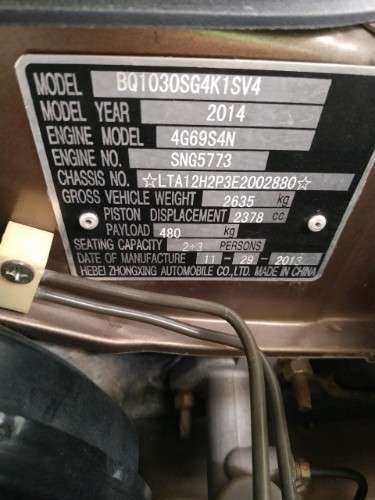 MODEL BQ1030SG4K1SV4
MODEL YEAR 2014
ENGINE MODEL 4G69S4N
ENGINE NO. SNG5773
CHASSIS NO. ☆LTA12H2P3E2002880☆
GROSS VEHICLE WEIGHT 2635 kg
PISTON DISPLACEMENT 2378 cc
PAYLOAD 480 kg
SEATING CAPACITY 2+3 PERSONS
DATE OF MANUFACTURE 11 - 29 - 2013
HEBEI ZHONGXING AUTOMOBILE CO.,LTD. MADE IN CHINA